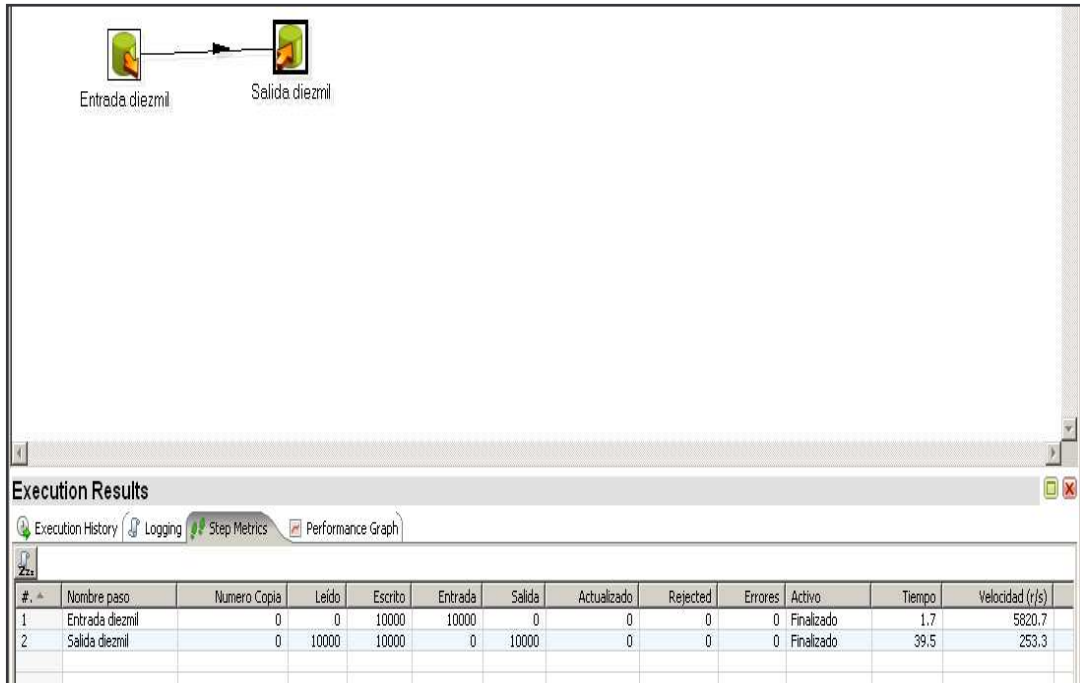 Entrada diezmil
Salida diezmil
Execution Results
Execution History Logging Step Metrics Performance Graph
#. Nombre paso Numero Copia Leído Escrito Entrada Salida Actualizado Rejected Errores Activo Tiempo Velocidad (r/s)
1 Entrada diezmil 0 0 10000 10000 0 0 0 0 Finalizado 1.7 5820.7
2 Salida diezmil 0 10000 10000 0 10000 0 0 0 Finalizado 39.5 253.3